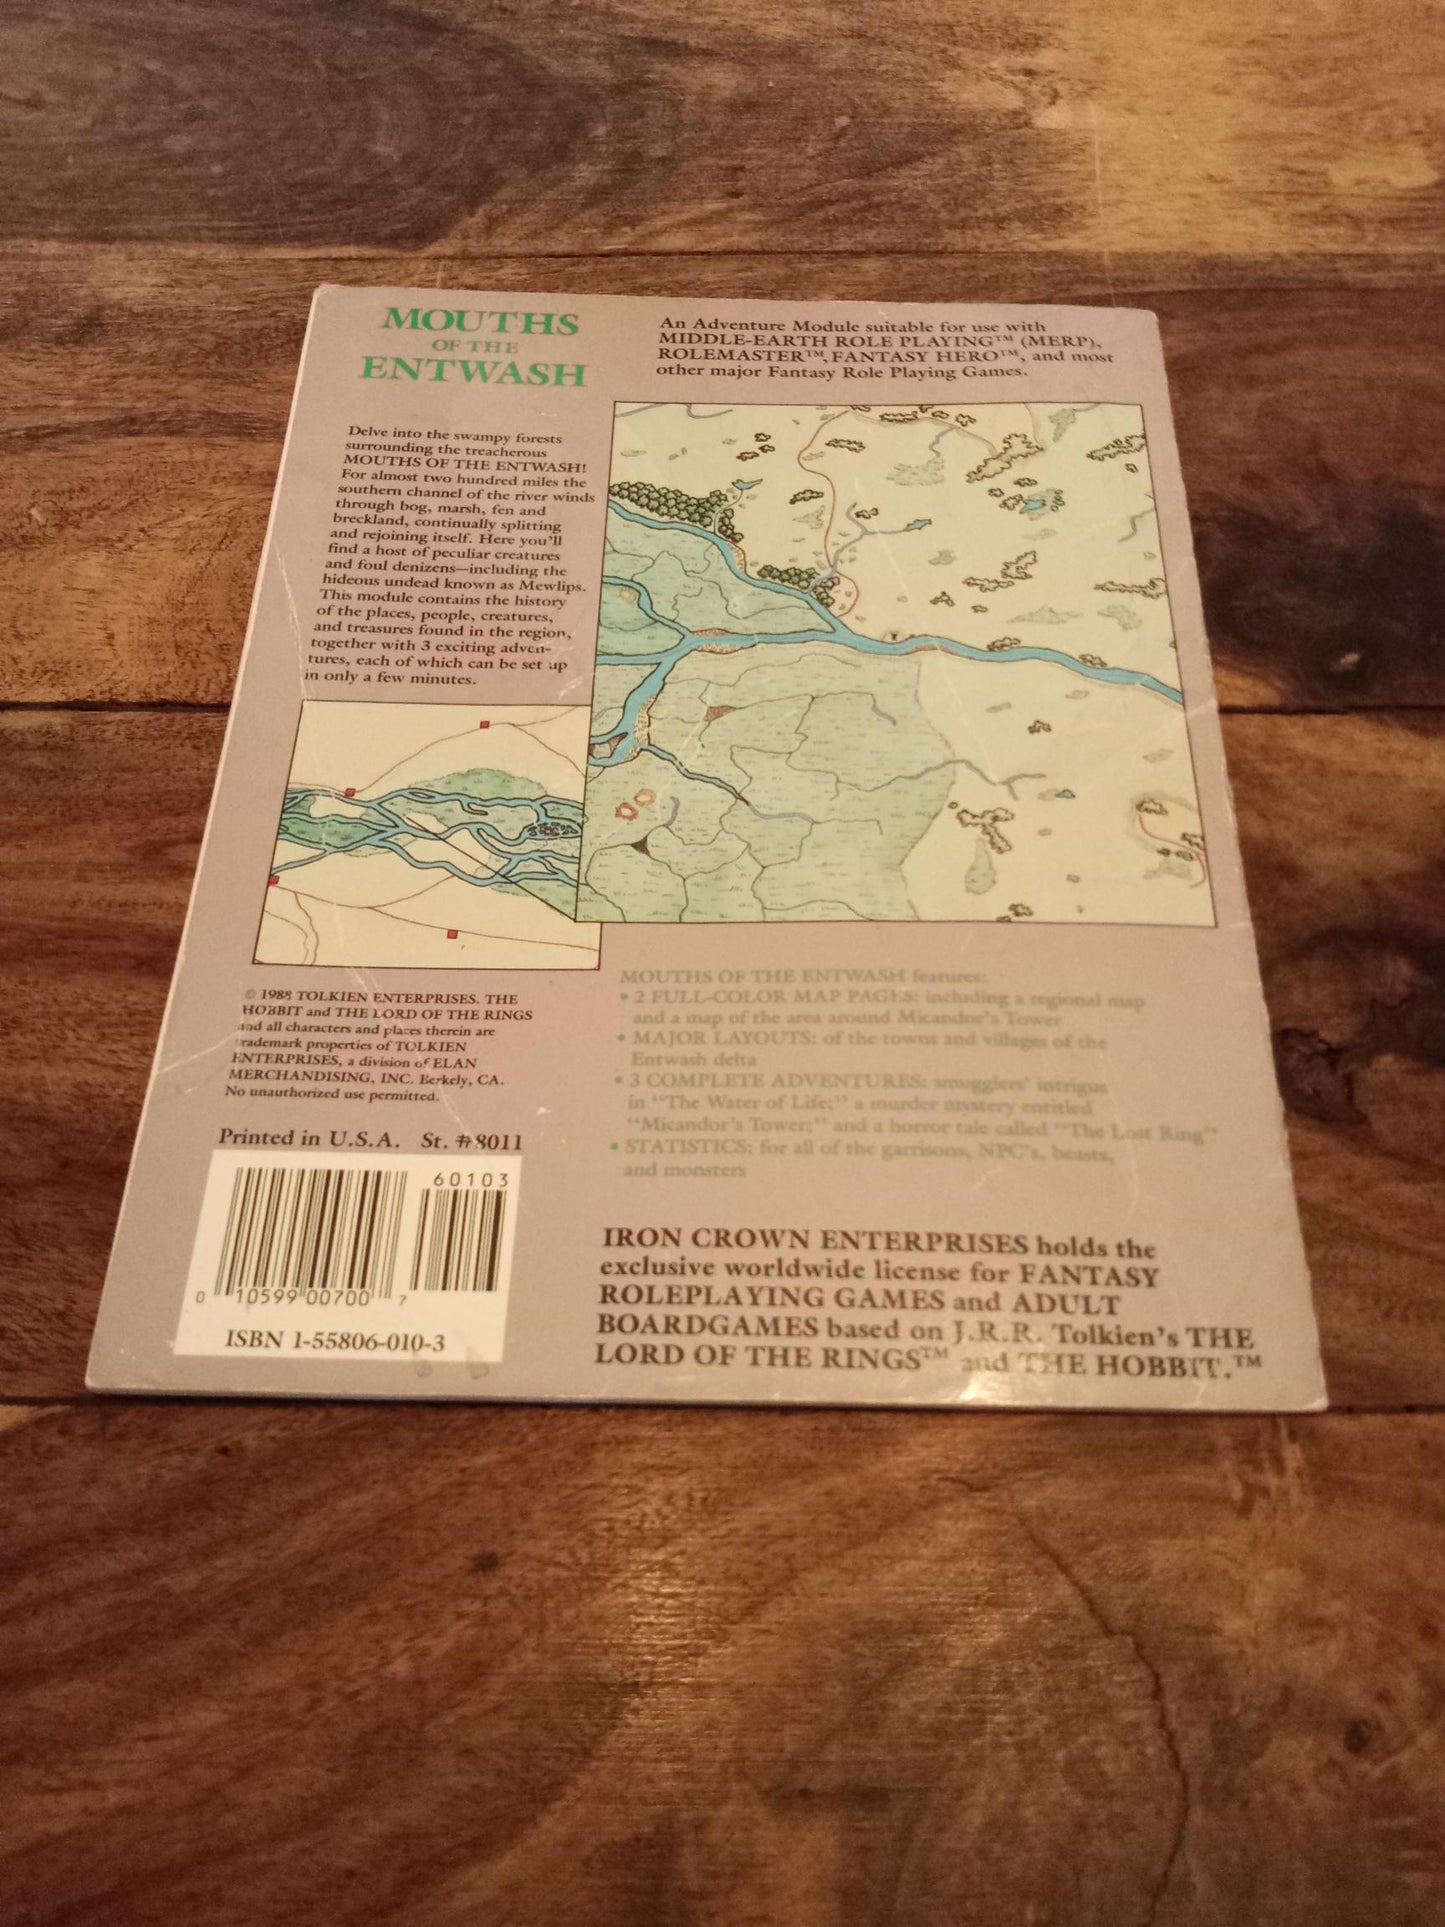 MOUTHS
OF THE
ENTWASH
An Adventure Module suitable for use with
MIDDLE-EARTH ROLE PLAYING™ (MERP),
ROLEMASTER™, FANTASY HERO™, and most
other major Fantasy Role Playing Games.
Delve into the swampy forests
surrounding the treacherous
MOUTHS OF THE ENTWASH!
For almost two hundred miles the
southern channel of the river winds
through bog, marsh, fen and
breckland, continually splitting
and rejoining itself. Here you'll
find a host of peculiar creatures
and foul denizens—including the
hideous undead known as Mewlips.
This module contains the history
of the places, people, creatures,
and treasures found in the region,
together with 3 exciting adven-
tures, each of which can be set up
in only a few minutes.
© 1988 TOLKIEN ENTERPRISES. THE
HOBBIT and THE LORD OF THE RINGS
and all characters and places therein are
trademark properties of TOLKIEN
ENTERPRISES, a division of ELAN
MERCHANDISING, INC. Berkely, CA.
No unauthorized use permitted.
Printed in U.S.A. St. #8011
60103
0 10599 00700 7
ISBN 1-55806-010-3
MOUTHS OF THE ENTWASH features:
• 2 FULL-COLOR MAP PAGES: including a regional map
and a map of the area around Micandor's Tower
• MAJOR LAYOUTS: of the towns and villages of the
Entwash delta
• 3 COMPLETE ADVENTURES: smugglers' intrigue
in "The Water of Life;" a murder mystery entitled
"Micandor's Tower;" and a horror tale called "The Lost Ring"
• STATISTICS: for all of the garrisons, NPC's, beasts,
and monsters
IRON CROWN ENTERPRISES holds the
exclusive worldwide license for FANTASY
ROLEPLAYING GAMES and ADULT
BOARDGAMES based on J.R.R. Tolkien's THE
LORD OF THE RINGS™ and THE HOBBIT.™